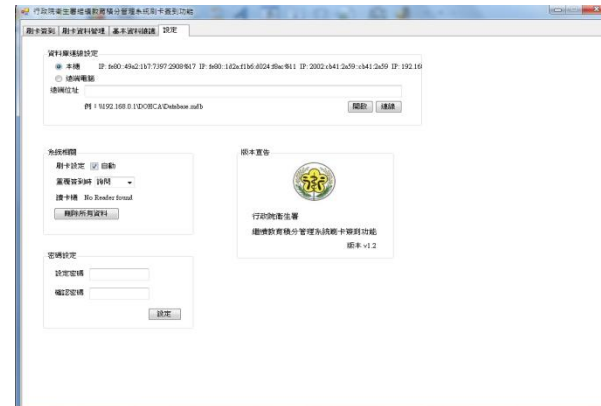 行政院衛生署繼續教育積分管理系統刷卡簽到功能
刷卡簽到 刷卡資料管理 基本資料維護 設定
資料庫連線設定
本機 IP: fe80::49a2:1b7:7397:2908%17 IP: fe80::1d2a:f1b6:d024:f8ac%11 IP: 2002:cb41:2a59::cb41:2a59 IP: 192.16
遠端電腦
遠端位址
例：\\192.168.0.1\DOHCA\Database.mdb
開啟 連線
系統相關
刷卡設定 自動
重覆簽到時 詢問
讀卡機 No Reader found
刪除所有資料
版本宣告
行政院衛生署
繼續教育積分管理系統刷卡簽到功能
版本 v1.2
密碼設定
設定密碼
確認密碼
設定